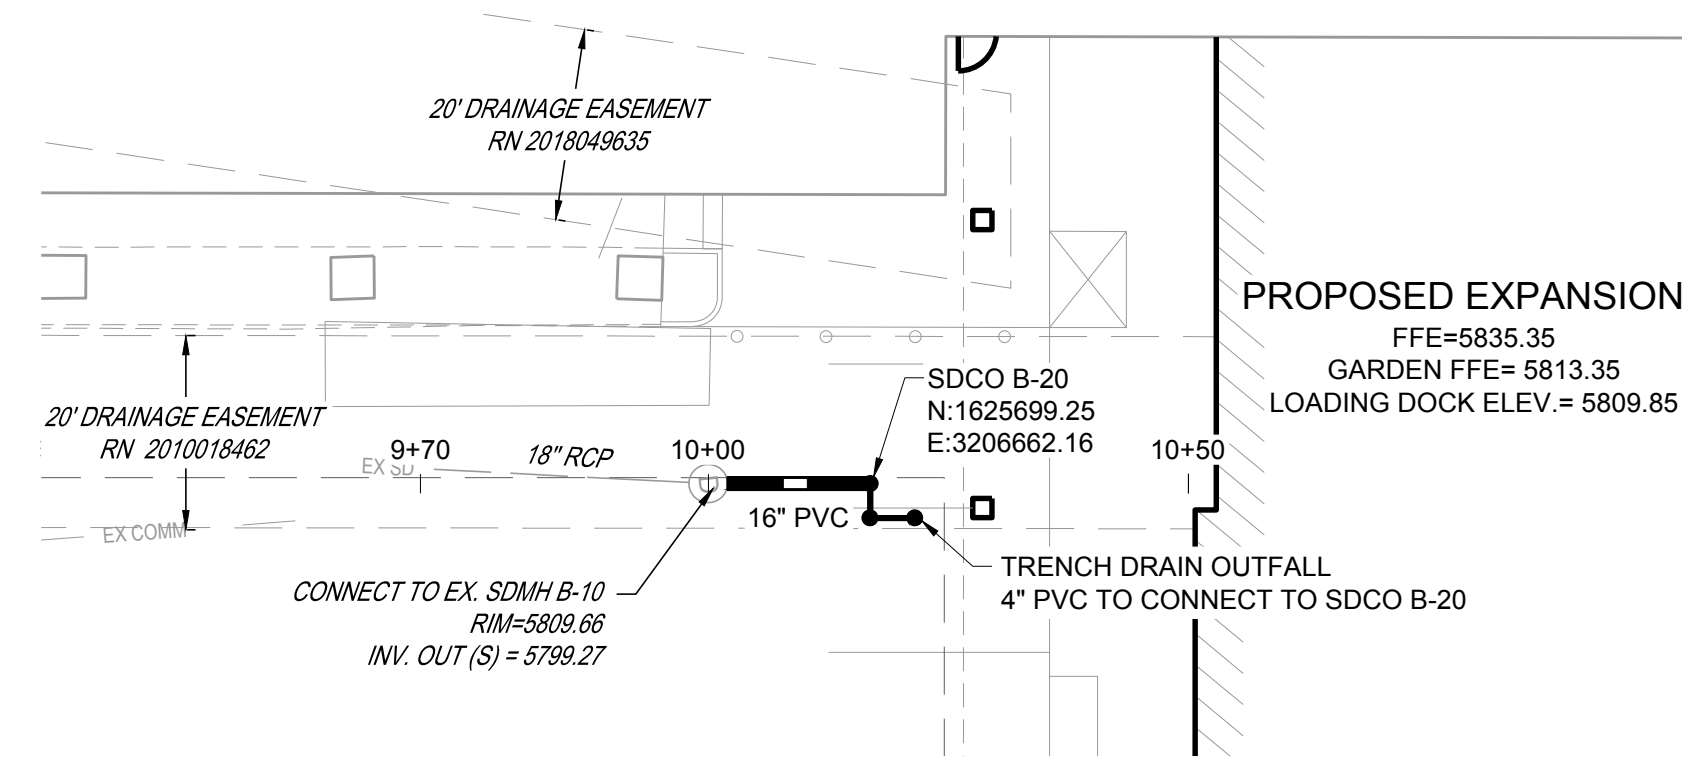 20' DRAINAGE EASEMENT
RN 2018049635
PROPOSED EXPANSION
FFE=5835.35
GARDEN FFE= 5813.35
LOADING DOCK ELEV.= 5809.85
SDCO B-20
N:1625699.25
E:3206662.16
20' DRAINAGE EASEMENT
RN 2010018462
9+70
18" RCP
10+00
10+50
EX SD
16" PVC
EX COMM
TRENCH DRAIN OUTFALL
4" PVC TO CONNECT TO SDCO B-20
CONNECT TO EX. SDMH B-10
RIM=5809.66
INV. OUT (S) = 5799.27